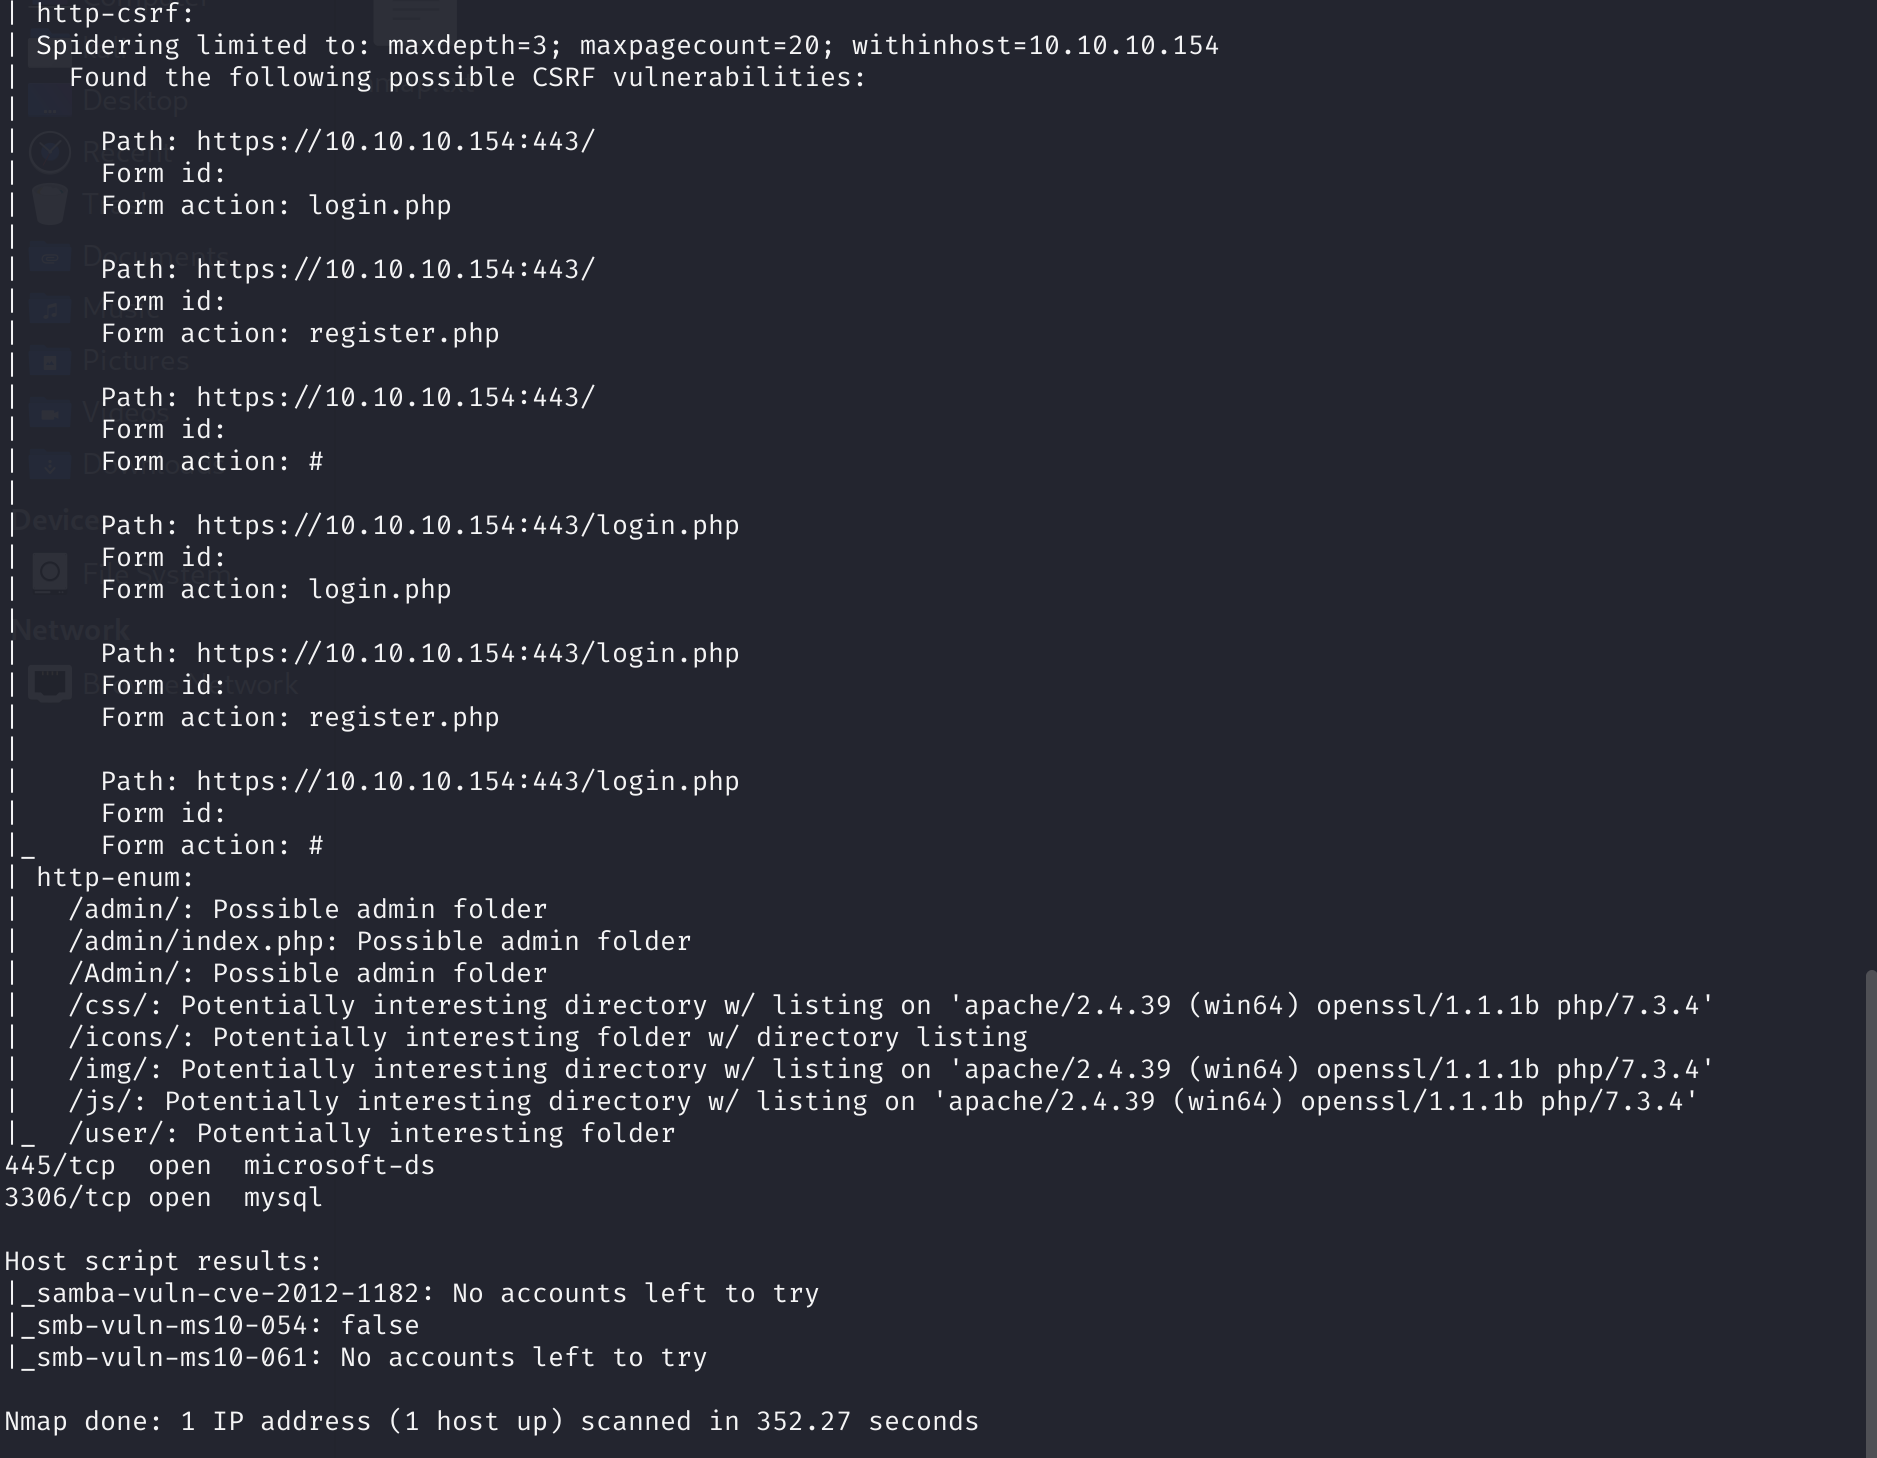 | http-csrf:
| Spidering limited to: maxdepth=3; maxpagecount=20; withinhost=10.10.10.154
|   Found the following possible CSRF vulnerabilities:
|
|     Path: https://10.10.10.154:443/
|     Form id:
|     Form action: login.php
|
|     Path: https://10.10.10.154:443/
|     Form id:
|     Form action: register.php
|
|     Path: https://10.10.10.154:443/
|     Form id:
|     Form action: #
|
|     Path: https://10.10.10.154:443/login.php
|     Form id:
|     Form action: login.php
|
|     Path: https://10.10.10.154:443/login.php
|     Form id:
|     Form action: register.php
|
|     Path: https://10.10.10.154:443/login.php
|     Form id:
|_    Form action: #
| http-enum:
|   /admin/: Possible admin folder
|   /admin/index.php: Possible admin folder
|   /Admin/: Possible admin folder
|   /css/: Potentially interesting directory w/ listing on 'apache/2.4.39 (win64) openssl/1.1.1b php/7.3.4'
|   /icons/: Potentially interesting folder w/ directory listing
|   /img/: Potentially interesting directory w/ listing on 'apache/2.4.39 (win64) openssl/1.1.1b php/7.3.4'
|   /js/: Potentially interesting directory w/ listing on 'apache/2.4.39 (win64) openssl/1.1.1b php/7.3.4'
|_  /user/: Potentially interesting folder
445/tcp  open  microsoft-ds
3306/tcp open  mysql

Host script results:
|_samba-vuln-cve-2012-1182: No accounts left to try
|_smb-vuln-ms10-054: false
|_smb-vuln-ms10-061: No accounts left to try

Nmap done: 1 IP address (1 host up) scanned in 352.27 seconds
Desktop
Documents
Music
Pictures
Videos
File System
Network